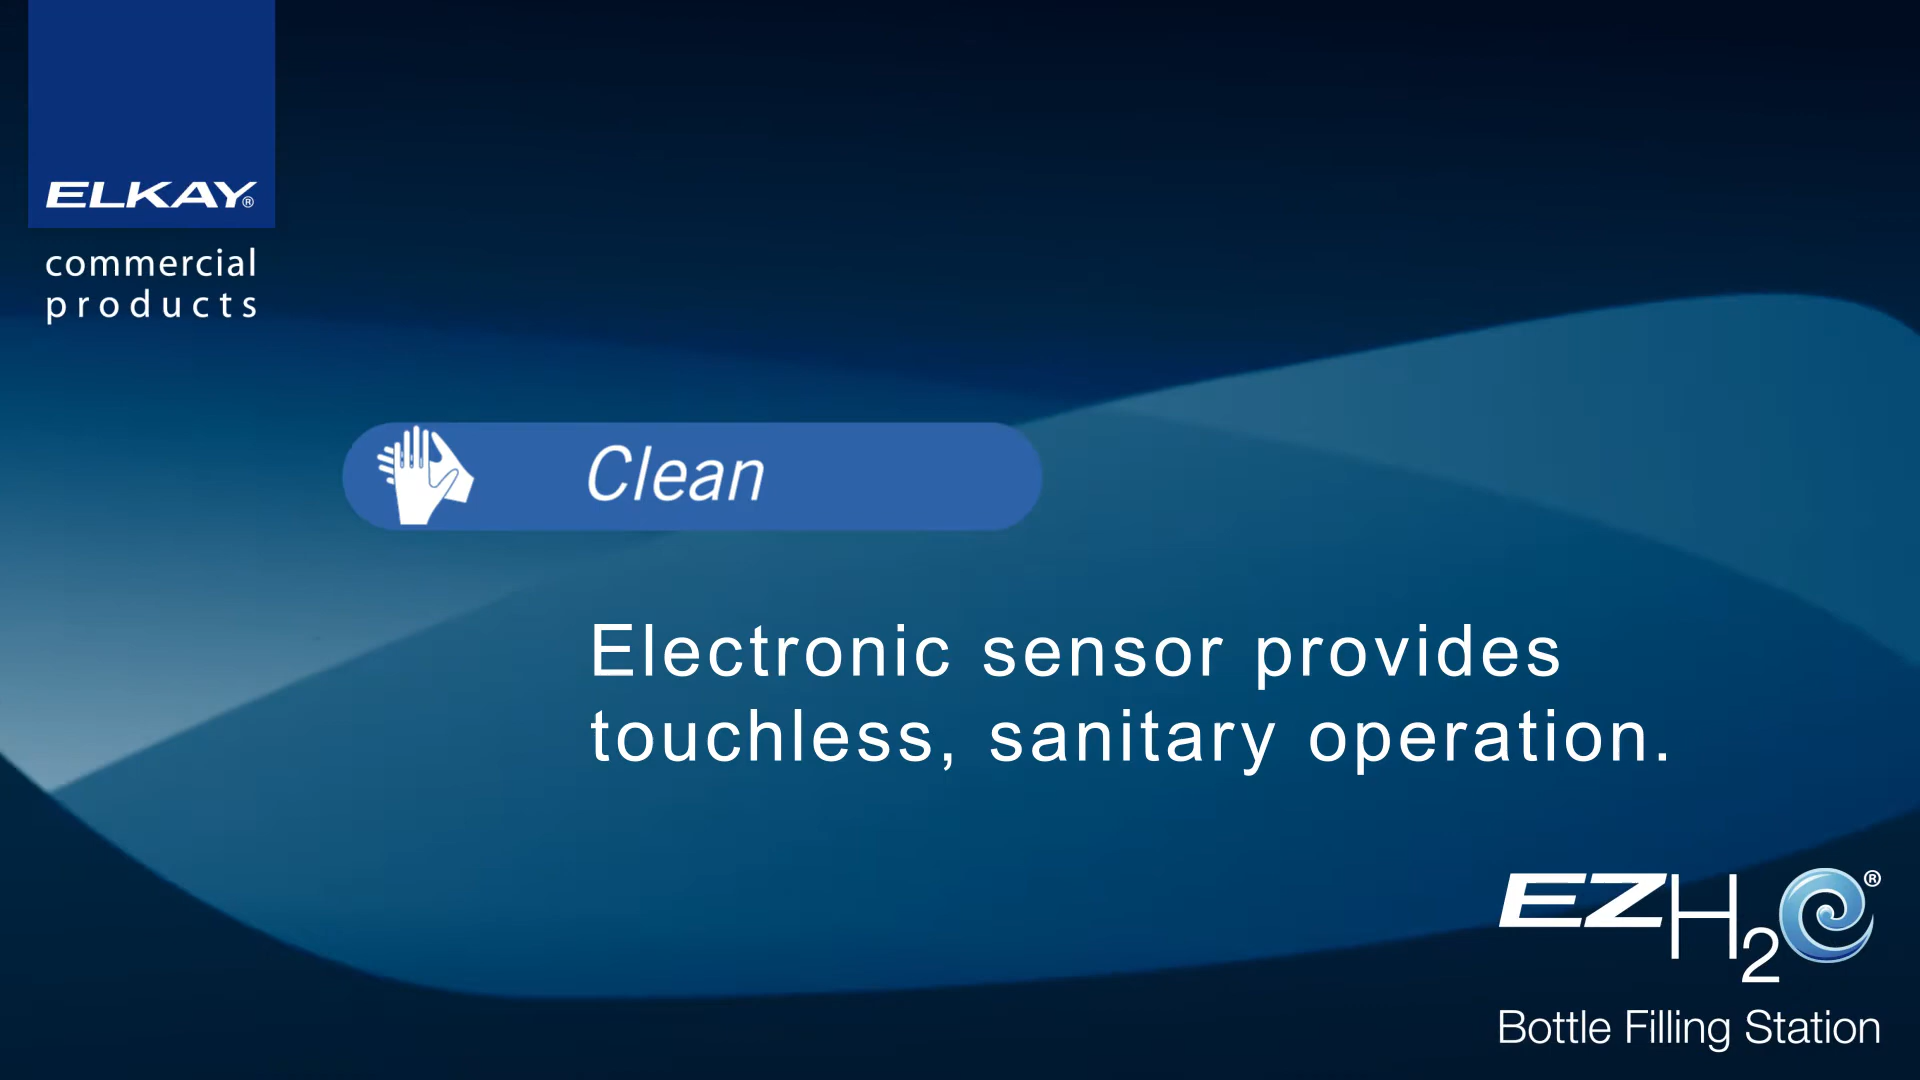 ELKAY®
commercial
products
Clean
Electronic sensor provides
touchless, sanitary operation.
EZH2O®
Bottle Filling Station